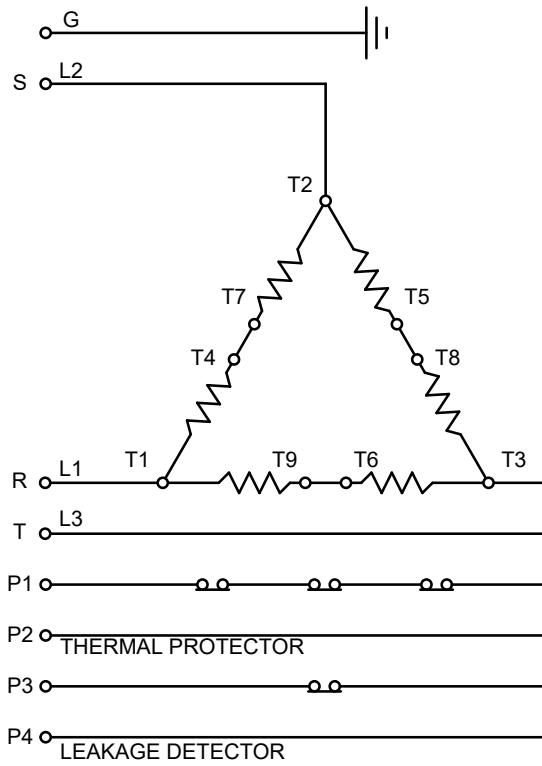 G
S L2
T2
T7 T5
T4 T8
R L1 T1 T9 T6 T3
T L3
P1
P2
THERMAL PROTECTOR
P3
P4
LEAKAGE DETECTOR